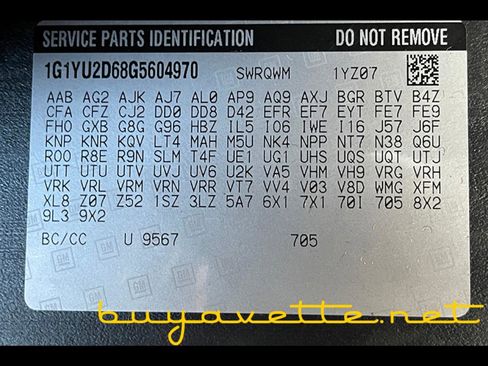 SERVICE PARTS IDENTIFICATION DO NOT REMOVE
1G1YU2D68G5604970 SWRQWM 1YZ07
AAB AG2 AJK AJ7 AL0 AP9 AQ9 AXJ BGR BTV B4Z
CFA CFZ CJ2 DD0 DD8 D42 EFR EF7 EYT FE7 FE9
FHO GXB G8G G96 HBZ IL5 IO6 IWE I16 J57 J6F
KNP KNR KQV LT4 MAH M5U NK4 NPP NT7 N38 Q6U
R00 R8E R9N SLM T4F UE1 UG1 UHS UQS UQT UTJ
UTT UTU UTV UVJ UV6 U2K VA5 VHM VH9 VRG VRH
VRK VRL VRM VRN VRR VT7 VV4 V03 V8D WMG XFM
XL8 Z07 Z52 1SZ 3LZ 5A7 6X1 7X1 70I 705 8X2
9L3 9X2
BC/CC U 9567 705
GM
buyavette.net